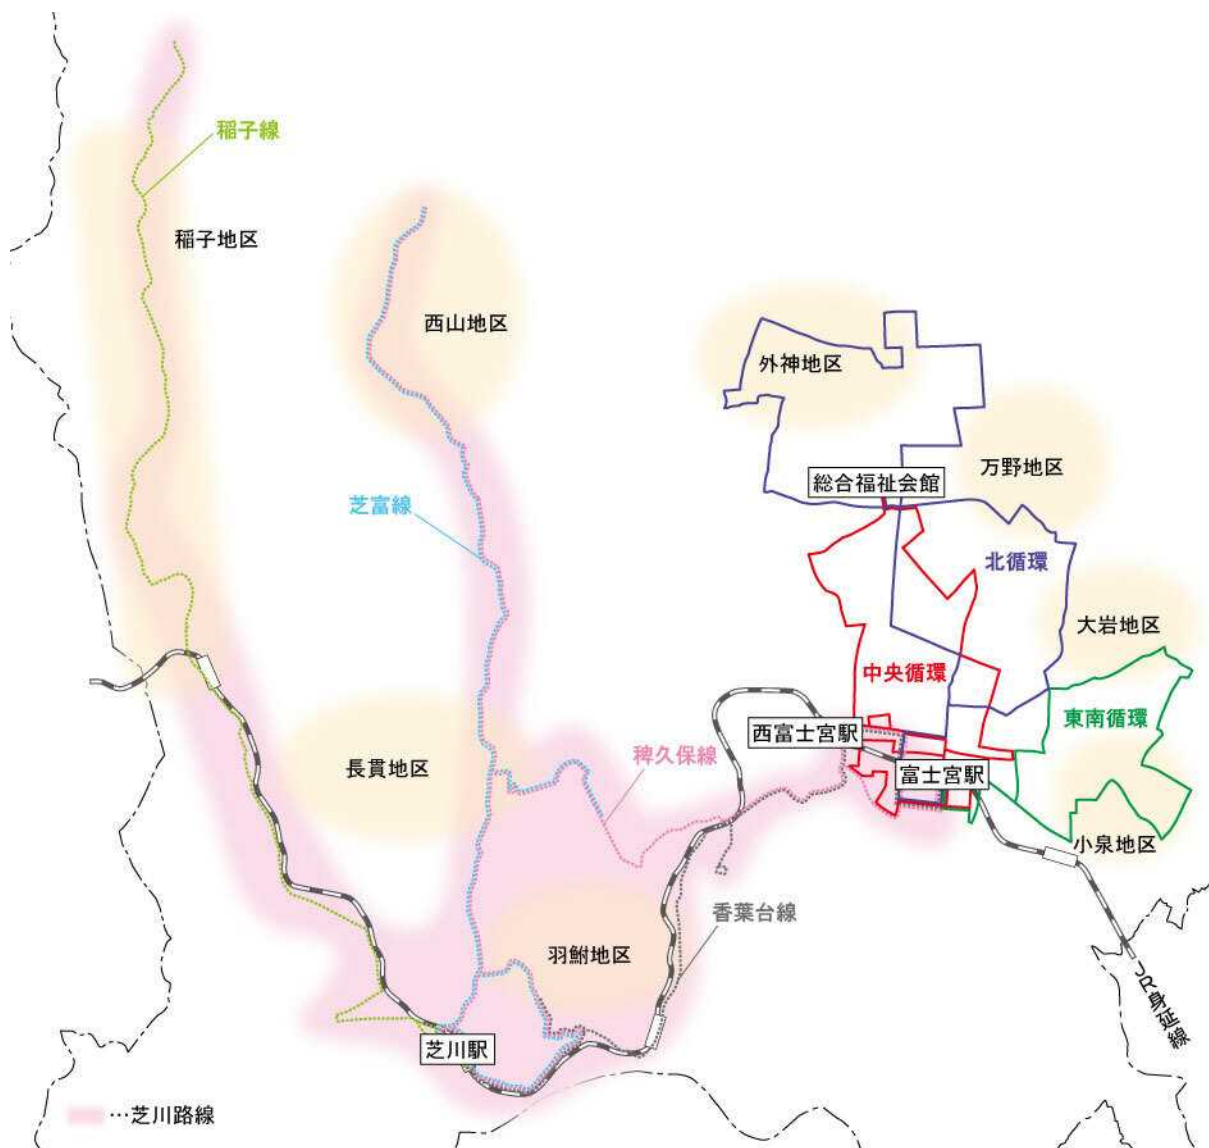 稲子線
稲子地区
西山地区
外神地区
万野地区
総合福祉会館
芝富線
北循環
大岩地区
中央循環
東南循環
西富士宮駅
長貫地区
稗久保線
富士宮駅
小泉地区
香葉台線
羽鮒地区
JR身延線
芝川駅
…芝川路線